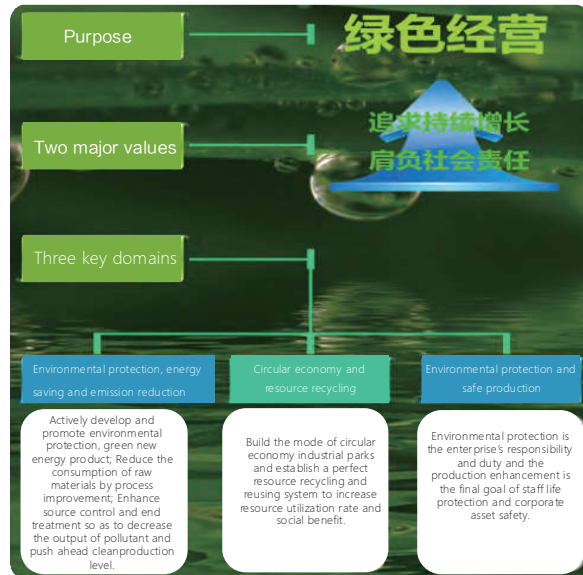 Purpose
绿色经营
Two major values
追求持续增长
肩负社会责任
Three key domains
Environmental protection, energy
saving and emission reduction
Circular economy and
resource recycling
Environmental protection and
safe production
Actively develop and
promote environmental
protection, green new
energy product; Reduce the
consumption of raw
materials by process
improvement; Enhance
source control and end
treatment so as to decrease
the output of pollutant and
push ahead cleanproduction
level.
Build the mode of circular
economy industrial parks
and establish a perfect
resource recycling and
reusing system to increase
resource utilization rate and
social benefit.
Environmental protection is
the enterprise's responsibility
and duty and the
production enhancement is
the final goal of staff life
protection and corporate
asset safety.